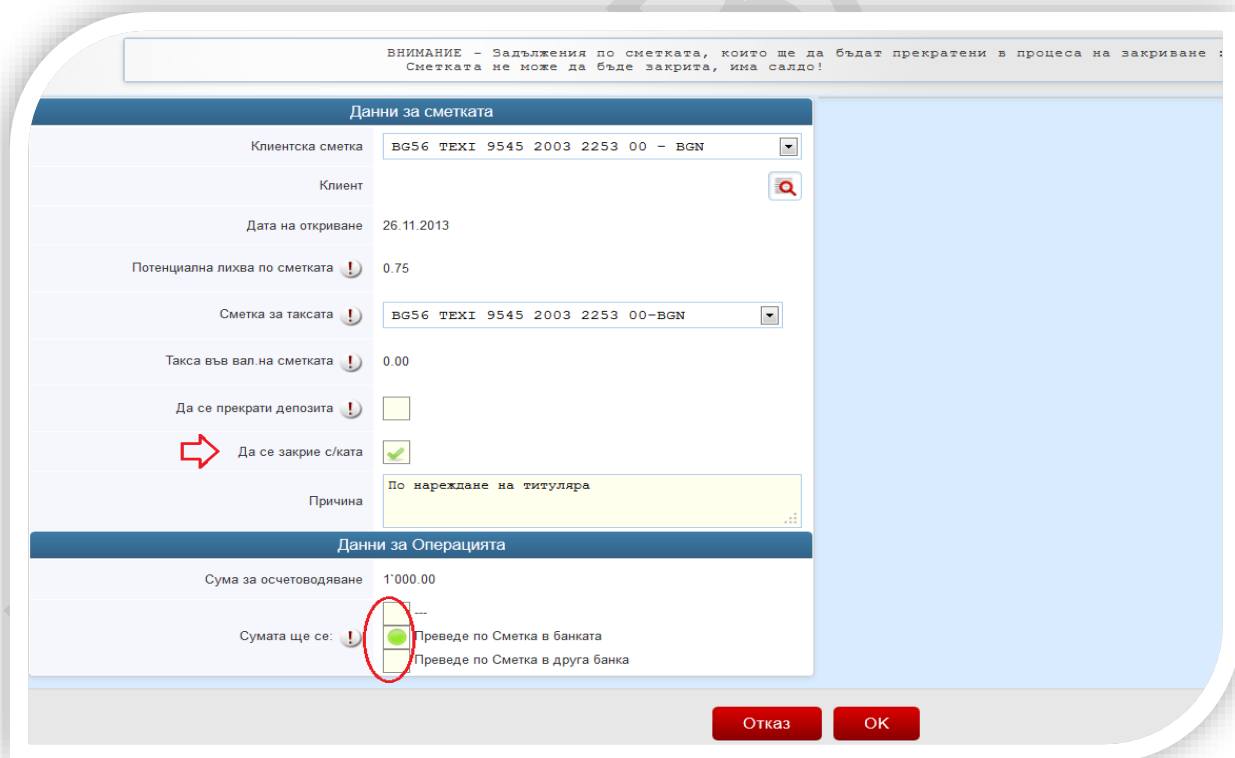 ВНИМАНИЕ - Задължения по сметката, които ще да бъдат прекратени в процеса на закриване :
Сметката не може да бъде закрита, има салдо!
Данни за сметката
Клиентска сметка BG56 TEXI 9545 2003 2253 00 - BGN
Клиент
Дата на откриване 26.11.2013
Потенциална лихва по сметката 0.75
Сметка за таксата BG56 TEXI 9545 2003 2253 00-BGN
Такса във вал.на сметката 0.00
Да се прекрати депозита
Да се закрие с/ката
Причина По нареждане на титуляра
Данни за Операцията
Сума за осчетоводяване 1`000.00
---
Сумата ще се: Преведе по Сметка в банката
Преведе по Сметка в друга банка
Отказ OK